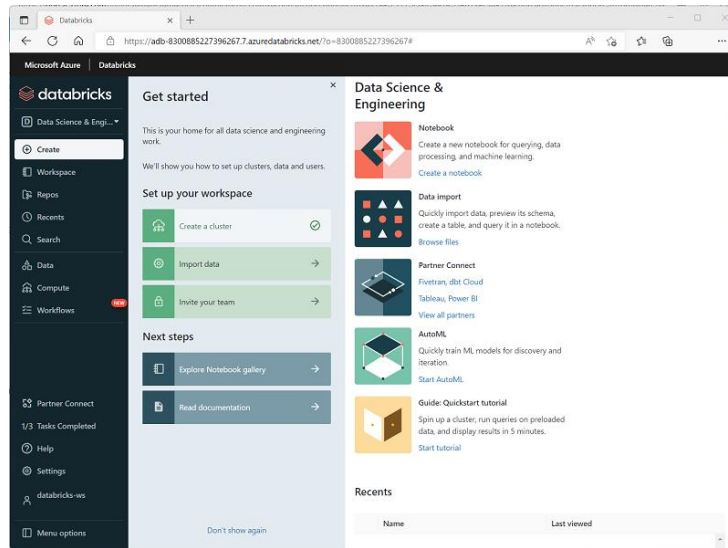 Databricks
https://adb-8300885227396267.7.azuredatabricks.net/?o=8300885227396267#
Microsoft Azure | Databricks
databricks
Data Science & Engi...
Create
Workspace
Repos
Recents
Search
Data
Compute
Workflows
NEW
Partner Connect
1/3 Tasks Completed
Help
Settings
databricks-ws
Menu options
Get started
This is your home for all data science and engineering
work.
We'll show you how to set up clusters, data and users.
Set up your workspace
Create a cluster
Import data
Invite your team
Next steps
Explore Notebook gallery
Read documentation
Don't show again
Data Science &
Engineering
Notebook
Create a new notebook for querying, data
processing, and machine learning.
Create a notebook
Data import
Quickly import data, preview its schema,
create a table, and query it in a notebook.
Browse files
Partner Connect
Fivetran, dbt Cloud
Tableau, Power BI
View all partners
AutoML
Quickly train ML models for discovery and
iteration.
Start AutoML
Guide: Quickstart tutorial
Spin up a cluster, run queries on preloaded
data, and display results in 5 minutes.
Start tutorial
Recents
Name
Last viewed